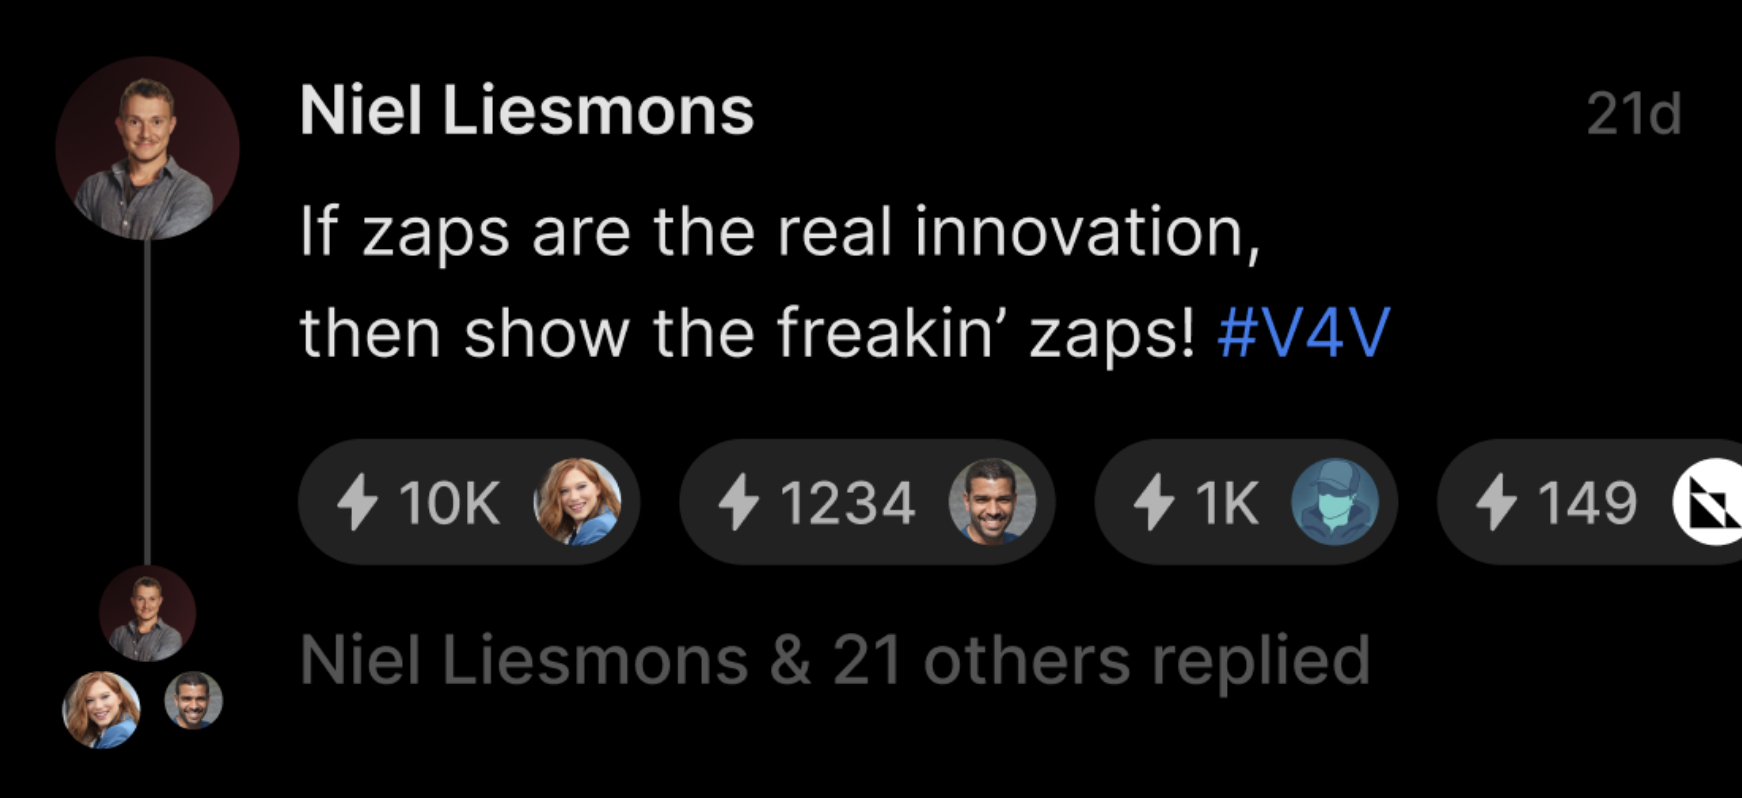 Niel Liesmons
21d
If zaps are the real innovation,
then show the freakin’ zaps! #V4V
10K
1234
1K
149
Niel Liesmons & 21 others replied